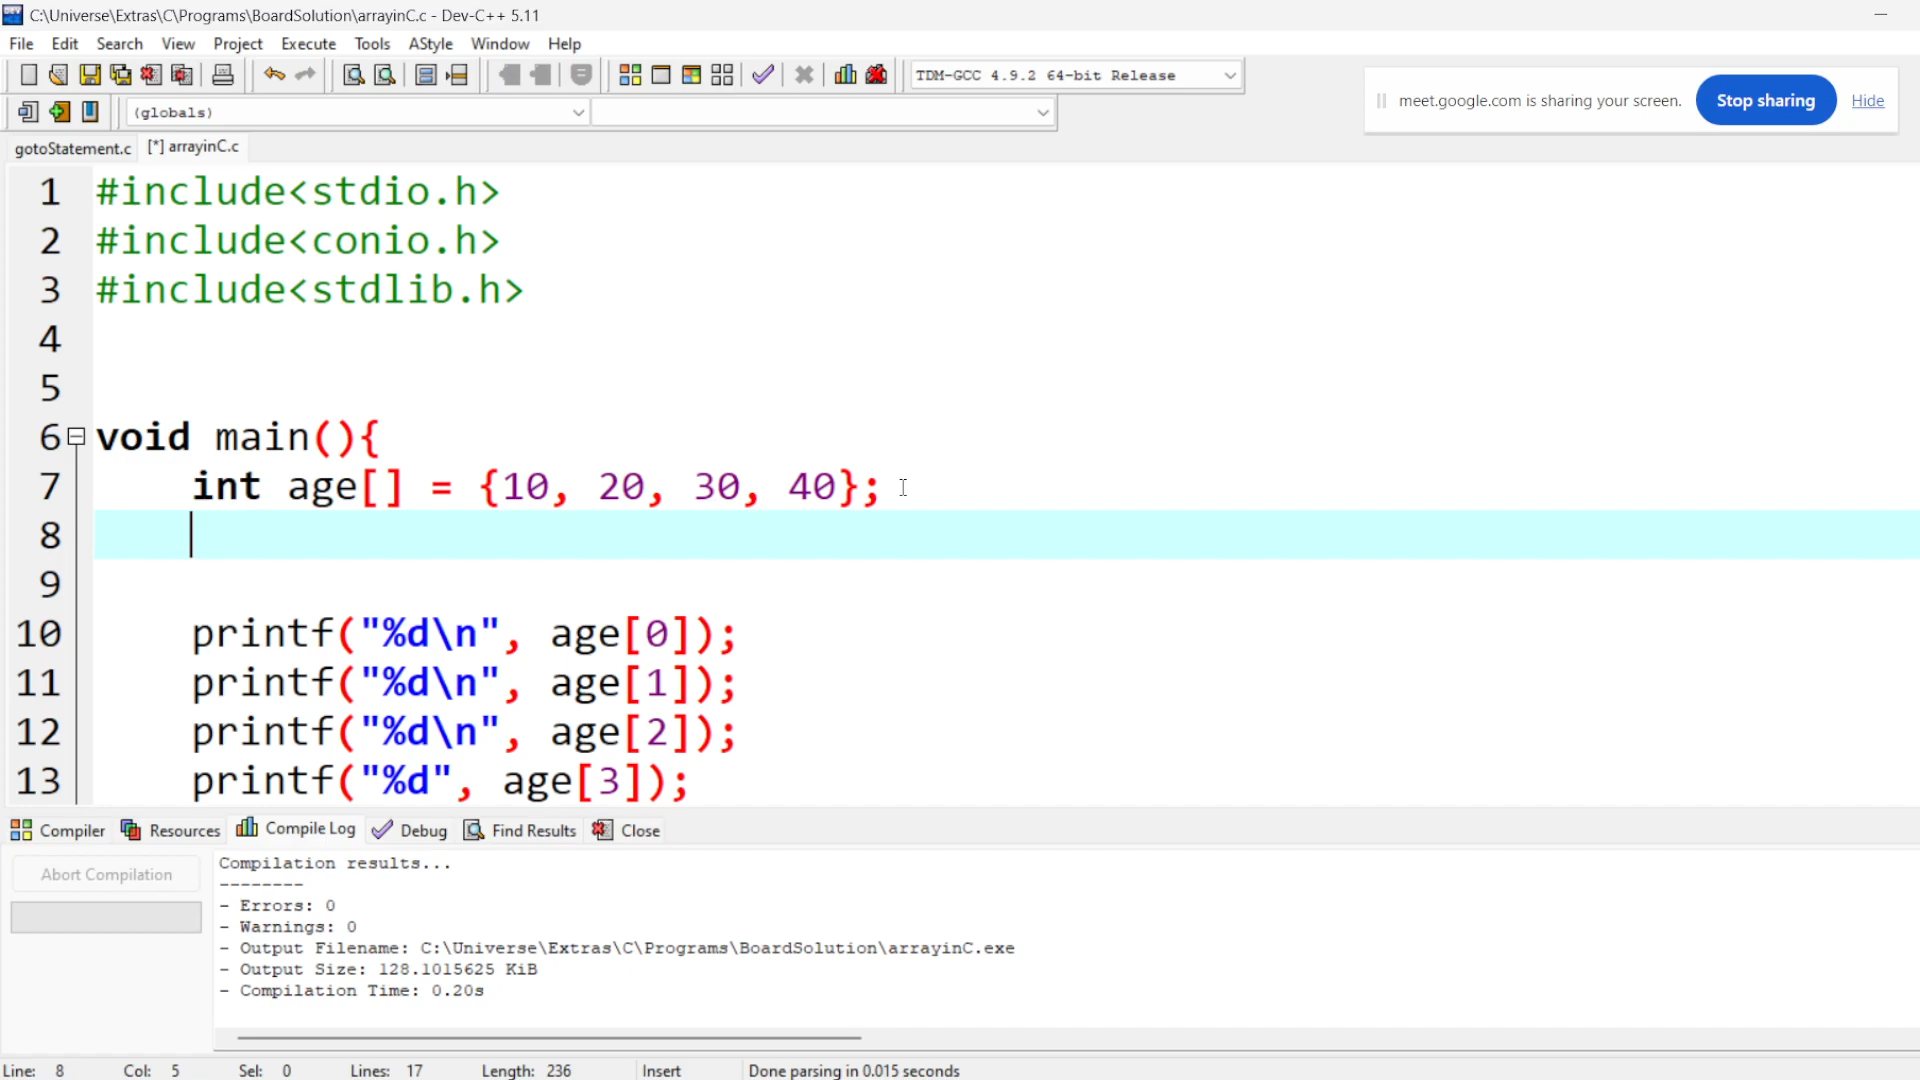 C:\Universe\Extras\C\Programs\BoardSolution\arrayinC.c - Dev-C++ 5.11
File Edit Search View Project Execute Tools AStyle Window Help
TDM-GCC 4.9.2 64-bit Release
meet.google.com is sharing your screen. Stop sharing Hide
(globals)
gotoStatement.c [*] arrayinC.c
1 #include<stdio.h>
2 #include<conio.h>
3 #include<stdlib.h>
4
5
6 void main(){
7 int age[] = {10, 20, 30, 40};
8
9
10 printf("%d\n", age[0]);
11 printf("%d\n", age[1]);
12 printf("%d\n", age[2]);
13 printf("%d", age[3]);
Compiler Resources Compile Log Debug Find Results Close
Abort Compilation
Compilation results...
--------
- Errors: 0
- Warnings: 0
- Output Filename: C:\Universe\Extras\C\Programs\BoardSolution\arrayinC.exe
- Output Size: 128.1015625 KiB
- Compilation Time: 0.20s
Line: 8 Col: 5 Sel: 0 Lines: 17 Length: 236 Insert Done parsing in 0.015 seconds